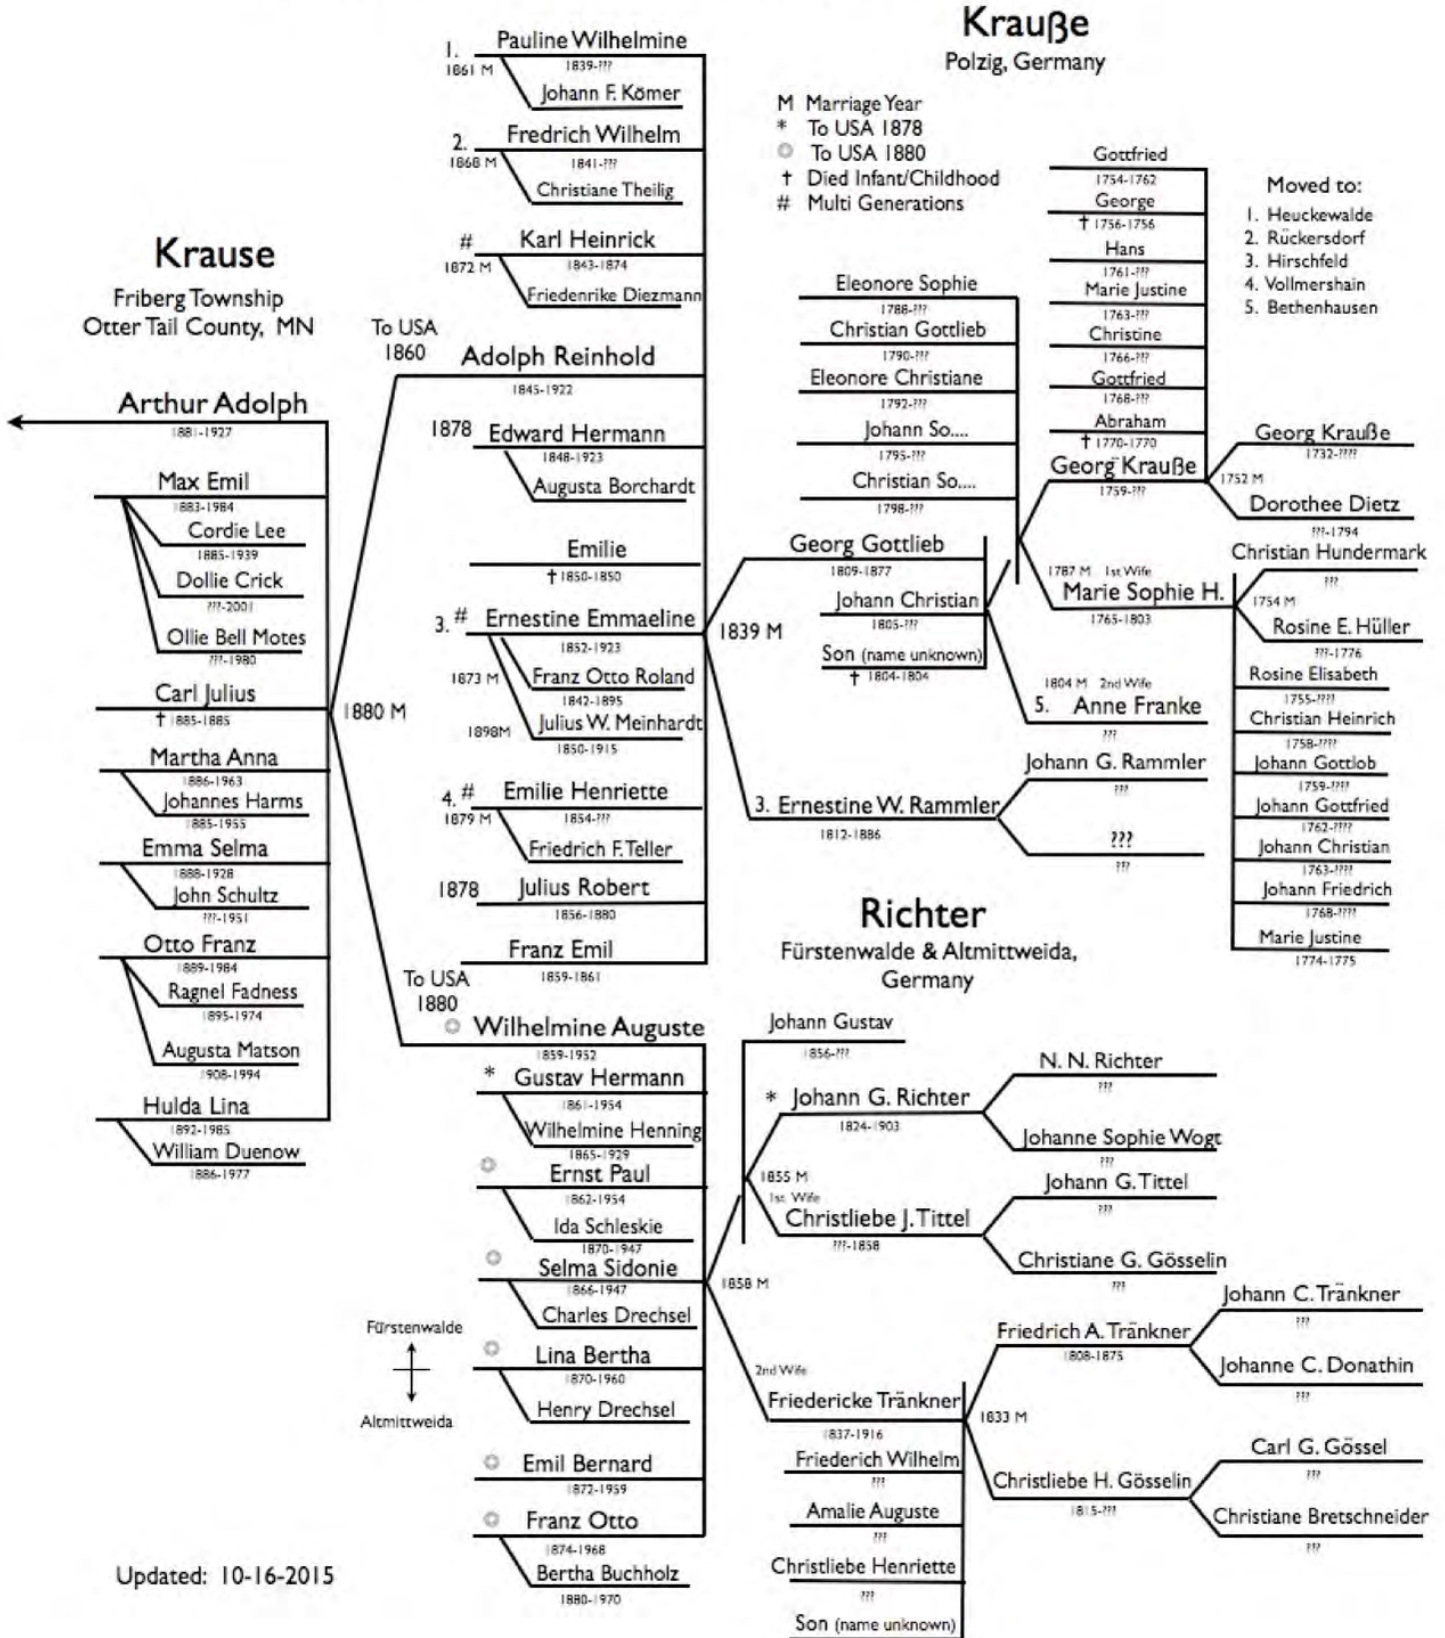 Krauße
Polzig, Germany
M Marriage Year
* To USA 1878
To USA 1880
† Died Infant/Childhood
# Multi Generations
Moved to:
1. Heuckewalde
2. Rückersdorf
3. Hirschfeld
4. Vollmershain
5. Bethenhausen
Krause
Friberg Township
Otter Tail County, MN
Arthur Adolph
1881-1927
Max Emil
1883-1984
Cordie Lee
1885-1939
Dollie Crick
???-2001
Ollie Bell Motes
???-1980
Carl Julius
† 1885-1885
Martha Anna
1886-1963
Johannes Harms
1885-1955
Emma Selma
1888-1928
John Schultz
???-1951
Otto Franz
1889-1984
Ragnel Fadness
1895-1974
Augusta Matson
1908-1994
Hulda Lina
1892-1985
William Duenow
1886-1977
1880 M
1. Pauline Wilhelmine
1861 M
1839-???
Johann F. Kömer
2. Fredrich Wilhelm
1868 M
1841-???
Christiane Theilig
# Karl Heinrick
1872 M
1843-1874
Friedenrike Diezmann
To USA
1860
Adolph Reinhold
1845-1922
1878 Edward Hermann
1848-1923
Augusta Borchardt
Emilie
† 1850-1850
3. # Ernestine Emmaeline
1852-1923
1873 M
Franz Otto Roland
1842-1895
1898M
Julius W. Meinhardt
1850-1915
4. # Emilie Henriette
1879 M
1854-???
Friedrich F. Teller
1878 Julius Robert
1856-1880
Franz Emil
1859-1861
1839 M
Eleonore Sophie
1788-???
Christian Gottlieb
1790-???
Eleonore Christiane
1792-???
Johann So....
1795-???
Christian So....
1798-???
Georg Gottlieb
1809-1877
Johann Christian
1805-???
Son (name unknown)
† 1804-1804
3. Ernestine W. Rammler
1812-1886
Gottfried
1754-1762
George
† 1756-1756
Hans
1761-???
Marie Justine
1763-???
Christine
1766-???
Gottfried
1768-???
Abraham
† 1770-1770
Georg Krauße
1759-???
1787 M 1st Wife
Marie Sophie H.
1765-1803
1804 M 2nd Wife
5. Anne Franke
???
Johann G. Rammler
???
???
???
Georg Krauße
1732-????
1752 M
Dorothee Dietz
???-1794
Christian Hundermark
???
1754 M
Rosine E. Hüller
???-1776
Rosine Elisabeth
1755-????
Christian Heinrich
1758-????
Johann Gottlob
1759-????
Johann Gottfried
1762-????
Johann Christian
1763-????
Johann Friedrich
1768-????
Marie Justine
1774-1775
Richter
Fürstenwalde & Altmittweida,
Germany
To USA
1880
Wilhelmine Auguste
1859-1952
* Gustav Hermann
1861-1954
Wilhelmine Henning
1865-1929
Ernst Paul
1862-1954
Ida Schleskie
1870-1947
Selma Sidonie
1866-1947
Charles Drechsel
Fürstenwalde
Altmittweida
Lina Bertha
1870-1960
Henry Drechsel
Emil Bernard
1872-1959
Franz Otto
1874-1968
Bertha Buchholz
1880-1970
1858 M
Johann Gustav
1856-???
* Johann G. Richter
1824-1903
1855 M
1st. Wife
Christliebe J. Tittel
???-1858
N. N. Richter
???
Johanne Sophie Wogt
???
Johann G. Tittel
???
Christiane G. Gösselin
???
2nd Wife
Friedericke Tränkner
1837-1916
Friederich Wilhelm
???
Amalie Auguste
???
Christliebe Henriette
???
Son (name unknown)
1833 M
Friedrich A. Tränkner
1808-1875
Christliebe H. Gösselin
1815-???
Johann C. Tränkner
???
Johanne C. Donathin
???
Carl G. Gössel
???
Christiane Bretschneider
???
Updated: 10-16-2015